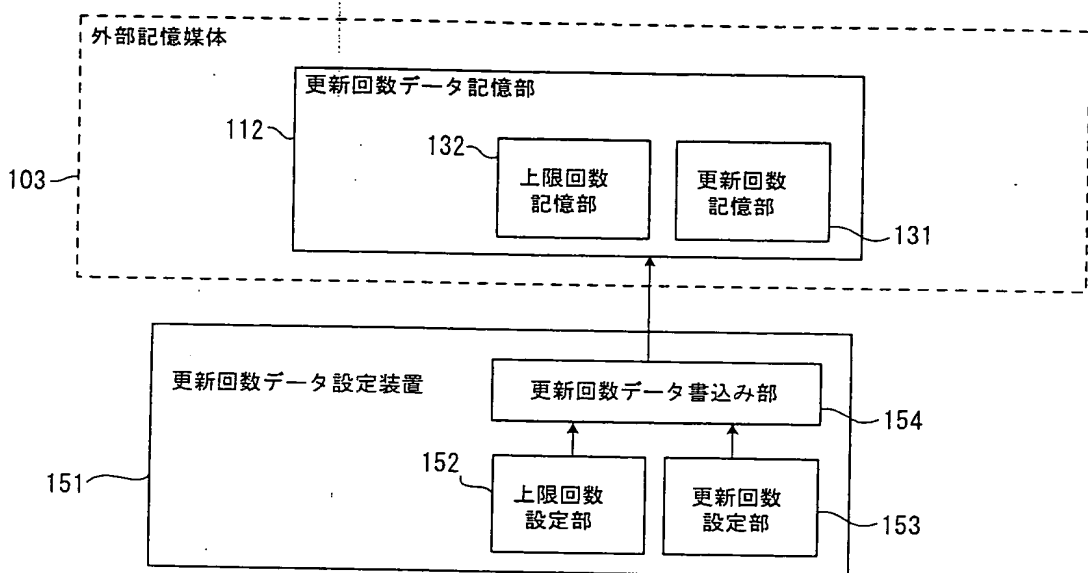 外部記憶媒体
更新回数データ記憶部
112
132
103
上限回数
記憶部
更新回数
記憶部
131
更新回数データ設定装置
更新回数データ書込み部
154
152
151
上限回数
設定部
更新回数
設定部
153